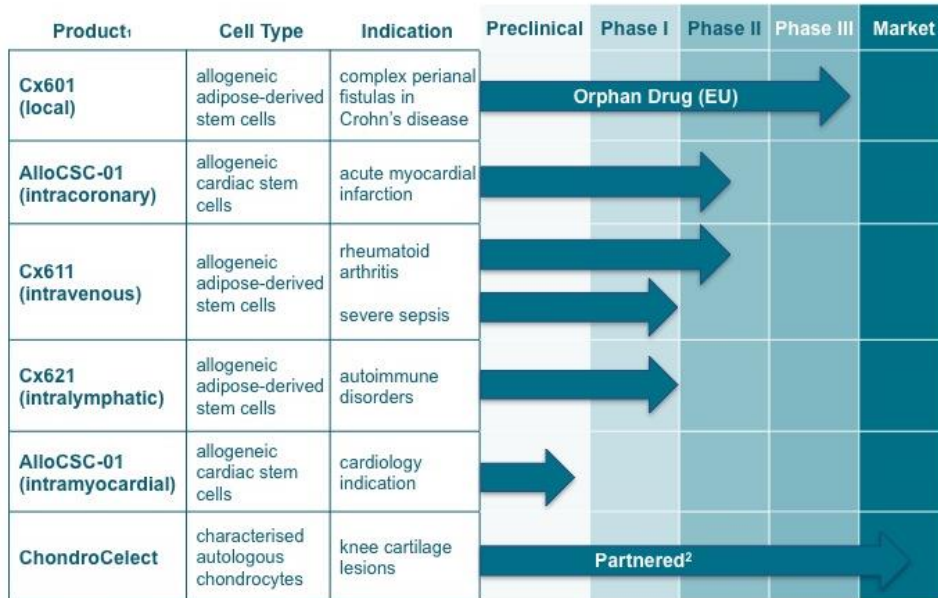 Product1 Cell Type Indication Preclinical Phase I Phase II Phase III Market
Cx601
(local)
allogeneic
adipose-derived
stem cells
complex perianal
fistulas in
Crohn's disease
Orphan Drug (EU)
AlloCSC-01
(intracoronary)
allogeneic
cardiac stem
cells
acute myocardial
infarction
Cx611
(intravenous)
allogeneic
adipose-derived
stem cells
rheumatoid
arthritis
severe sepsis
Cx621
(intralymphatic)
allogeneic
adipose-derived
stem cells
autoimmune
disorders
AlloCSC-01
(intramyocardial)
allogeneic
cardiac stem
cells
cardiology
indication
ChondroCelect
characterised
autologous
chondrocytes
knee cartilage
lesions
Partnered²